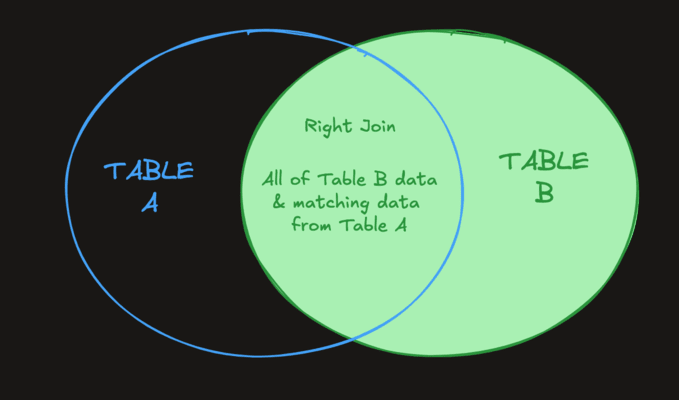 TABLE
A
Right Join
All of Table B data
& matching data
from Table A
TABLE
B